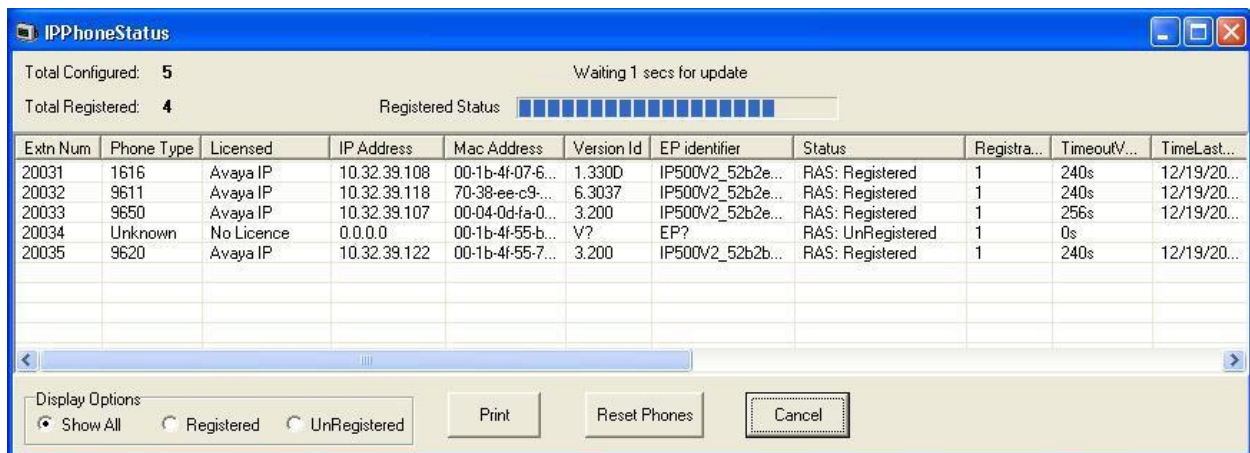 IPPhoneStatus
Total Configured: 5 Waiting 1 secs for update
Total Registered: 4 Registered Status
Extn Num Phone Type Licensed IP Address Mac Address Version Id EP identifier Status Registra... TimeoutV... TimeLast...
20031 1616 Avaya IP 10.32.39.108 00-1b-4f-07-6... 1.330D IP500V2_52b2e... RAS: Registered 1 240s 12/19/20...
20032 9611 Avaya IP 10.32.39.118 70-38-ee-c9-... 6.3037 IP500V2_52b2e... RAS: Registered 1 240s 12/19/20...
20033 9650 Avaya IP 10.32.39.107 00-04-0d-fa-0... 3.200 IP500V2_52b2e... RAS: Registered 1 256s 12/19/20...
20034 Unknown No Licence 0.0.0.0 00-1b-4f-55-b... V? EP? RAS: UnRegistered 1 0s
20035 9620 Avaya IP 10.32.39.122 00-1b-4f-55-7... 3.200 IP500V2_52b2b... RAS: Registered 1 240s 12/19/20...
Display Options
Show All Registered UnRegistered Print Reset Phones Cancel